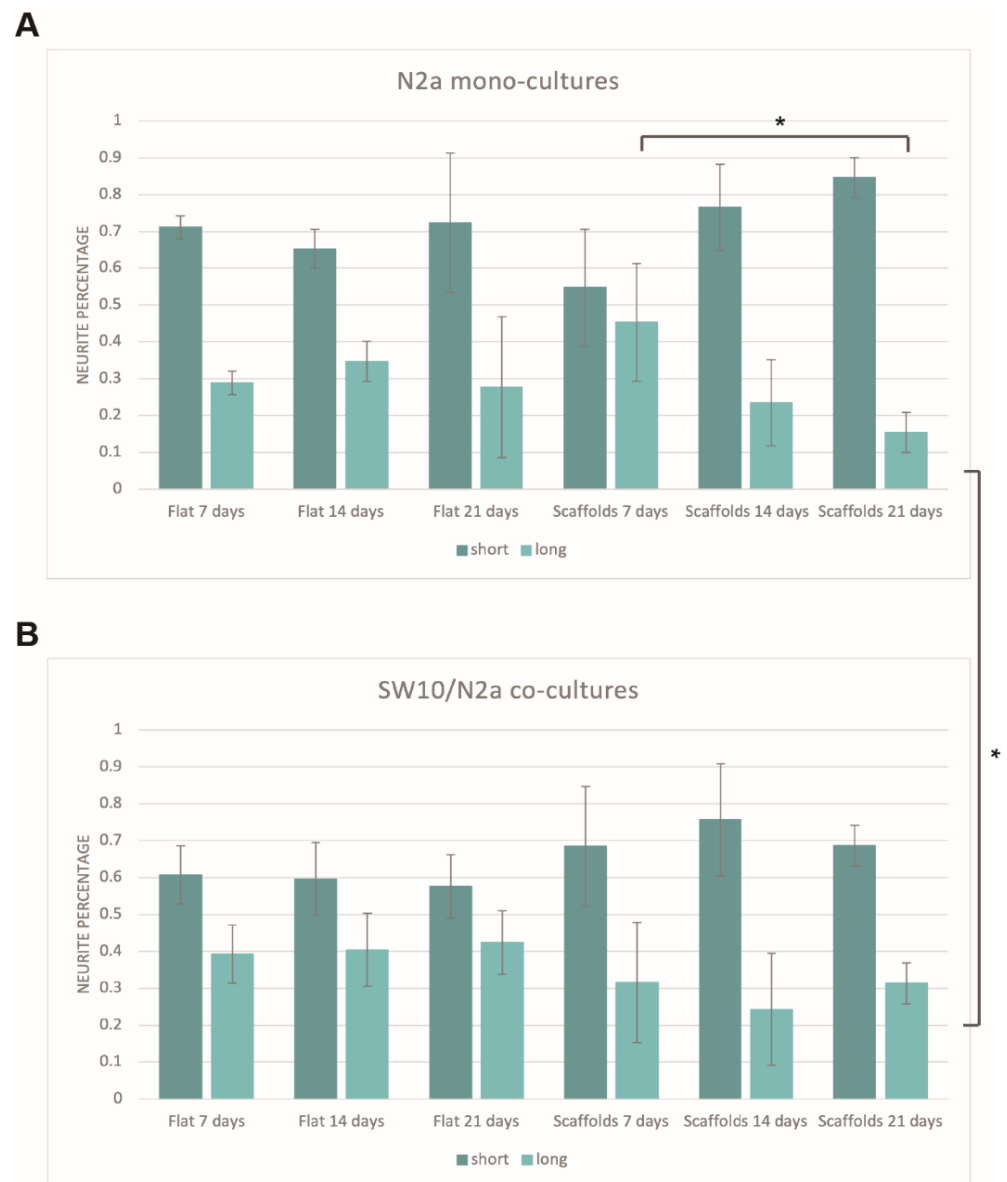 A
N2a mono-cultures
*
1
0.9
0.8
0.7
0.6
0.5
0.4
0.3
0.2
0.1
0
NEURITE PERCENTAGE
Flat 7 days Flat 14 days Flat 21 days Scaffolds 7 days Scaffolds 14 days Scaffolds 21 days
short long
B
SW10/N2a co-cultures
*
1
0.9
0.8
0.7
0.6
0.5
0.4
0.3
0.2
0.1
0
NEURITE PERCENTAGE
Flat 7 days Flat 14 days Flat 21 days Scaffolds 7 days Scaffolds 14 days Scaffolds 21 days
short long